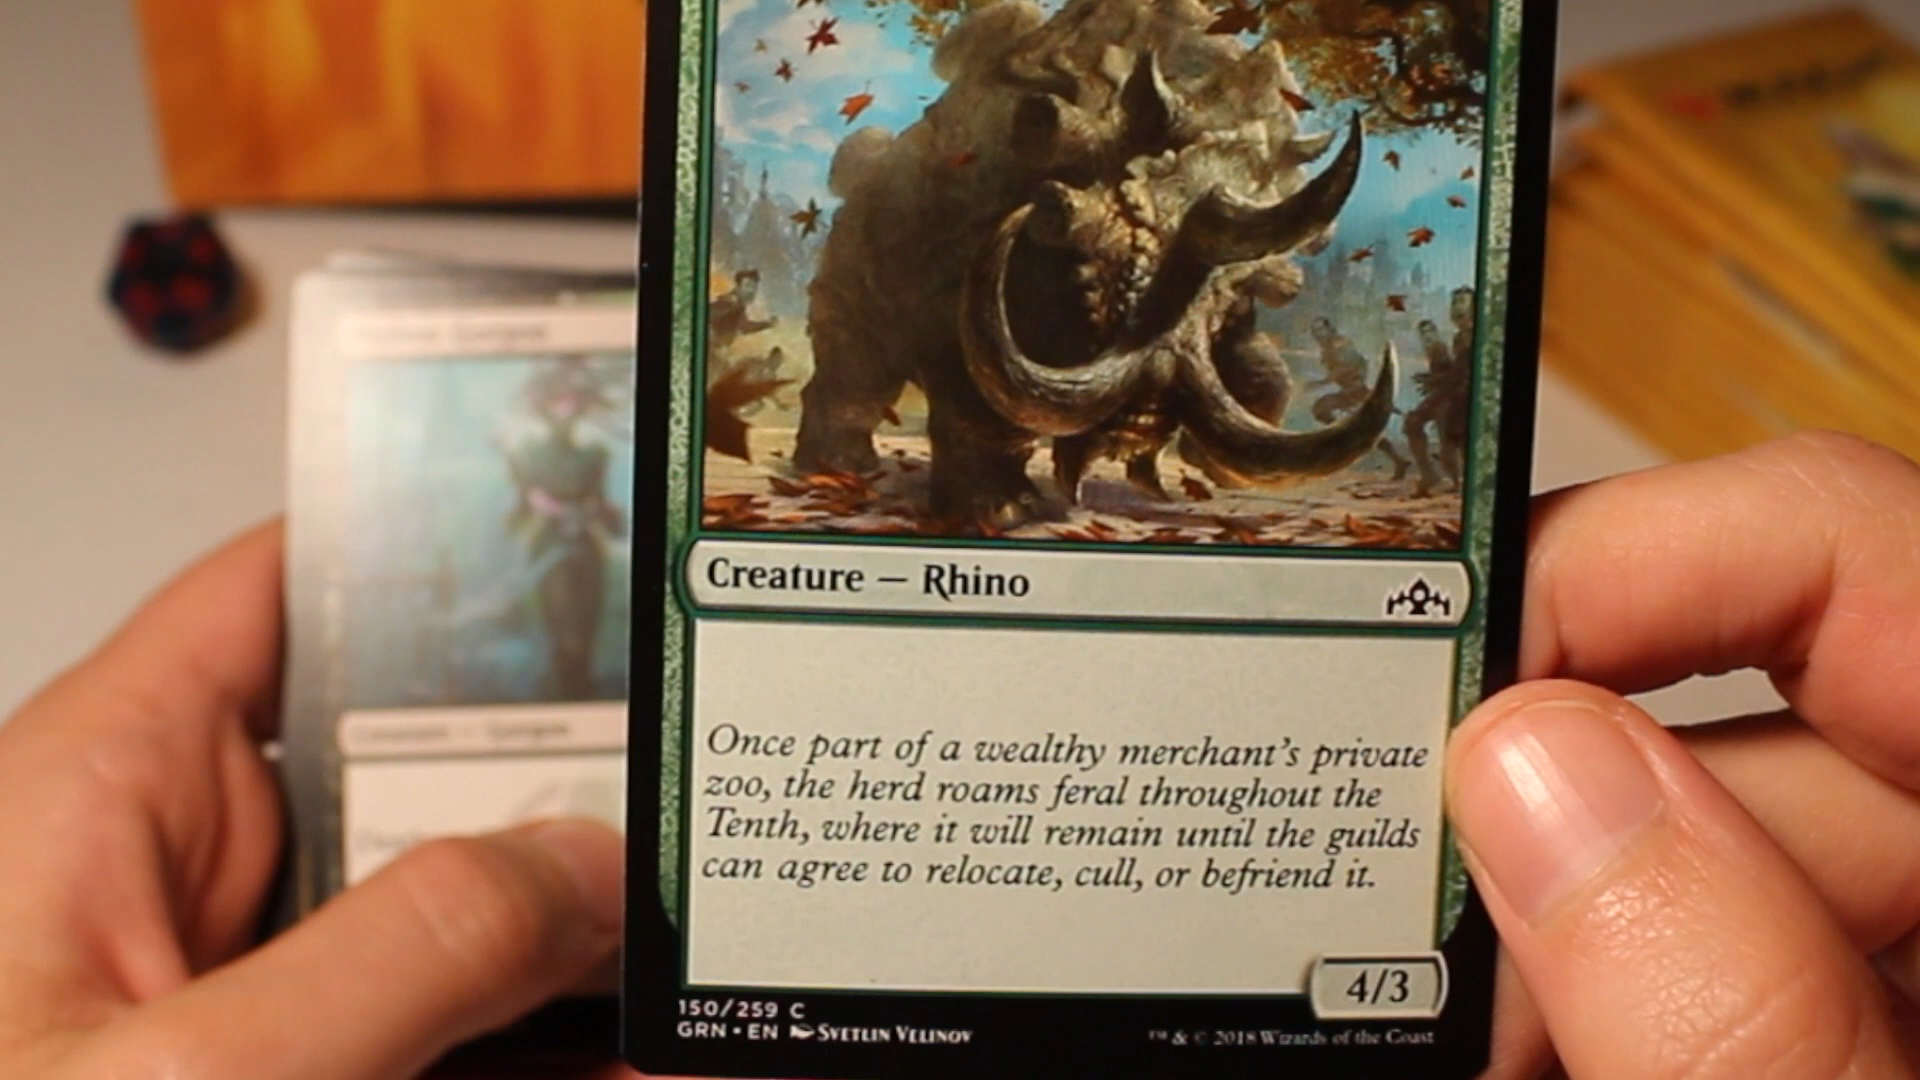 Creature — Rhino
Once part of a wealthy merchant's private
zoo, the herd roams feral throughout the
Tenth, where it will remain until the guilds
can agree to relocate, cull, or befriend it.
4/3
150/259 C
GRN • EN Svetlin Velinov
™ & © 2018 Wizards of the Coast